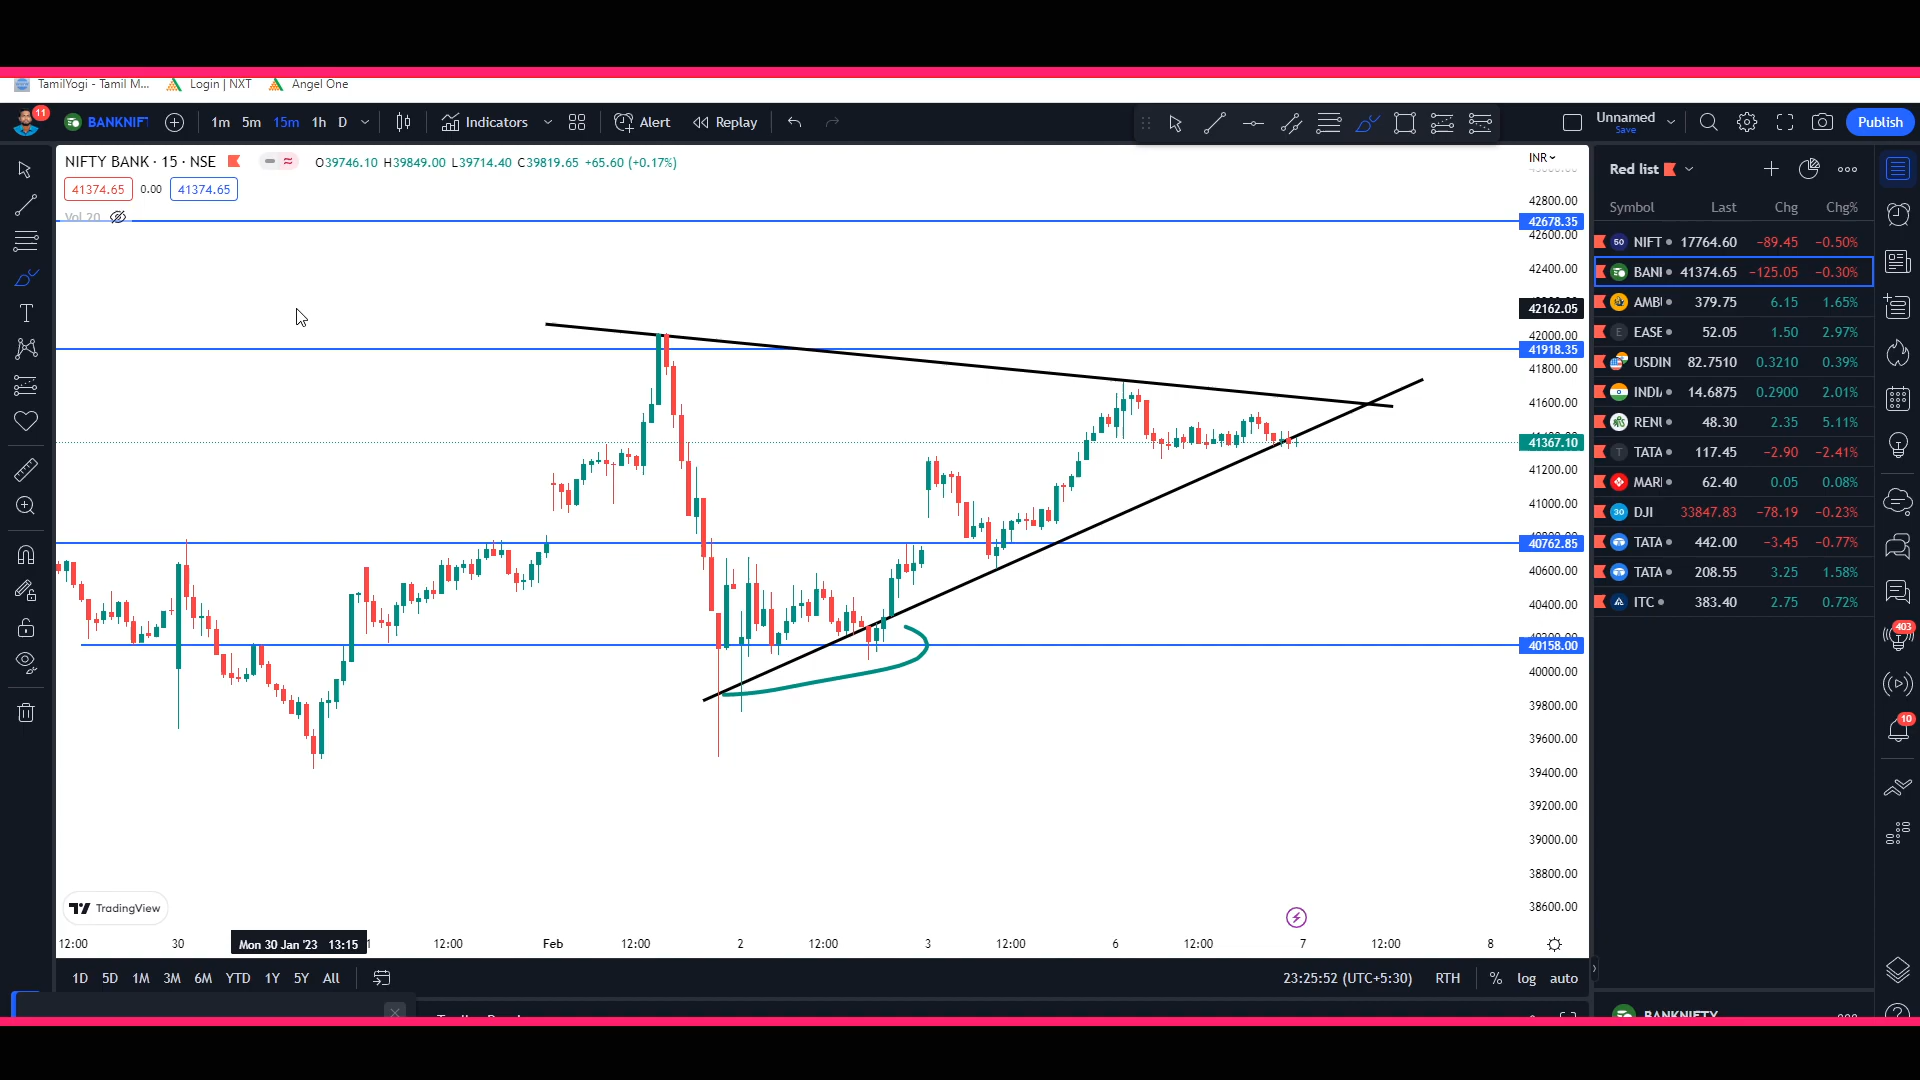 TamilYogi - Tamil M... Login | NXT Angel One
11 BANKNIFT 1m 5m 15m 1h D Indicators Alert Replay Unnamed Save Publish
NIFTY BANK · 15 · NSE O39746.10 H39849.00 L39714.40 C39819.65 +65.60 (+0.17%)
41374.65 0.00 41374.65
Vol 20
INR
42800.00
42678.35
42600.00
42400.00
42162.05
42000.00
41918.35
41800.00
41600.00
41367.10
41200.00
41000.00
40762.85
40600.00
40400.00
40158.00
40000.00
39800.00
39600.00
39400.00
39200.00
39000.00
38800.00
38600.00
TradingView
12:00 30 Mon 30 Jan '23 13:15 12:00 Feb 12:00 2 12:00 3 12:00 6 12:00 7 12:00 8
1D 5D 1M 3M 6M YTD 1Y 5Y All 23:25:52 (UTC+5:30) RTH % log auto
Red list
Symbol Last Chg Chg%
50 NIFT 17764.60 −89.45 −0.50%
BANI 41374.65 −125.05 −0.30%
AMBI 379.75 6.15 1.65%
E EASE 52.05 1.50 2.97%
USDIN 82.7510 0.3210 0.39%
INDI 14.6875 0.2900 2.01%
RENI 48.30 2.35 5.11%
T TATA 117.45 −2.90 −2.41%
MARI 62.40 0.05 0.08%
30 DJI 33847.83 −78.19 −0.23%
TATA 442.00 −3.45 −0.77%
TATA 208.55 3.25 1.58%
ITC 383.40 2.75 0.72%
403
10
BANKNIFTY